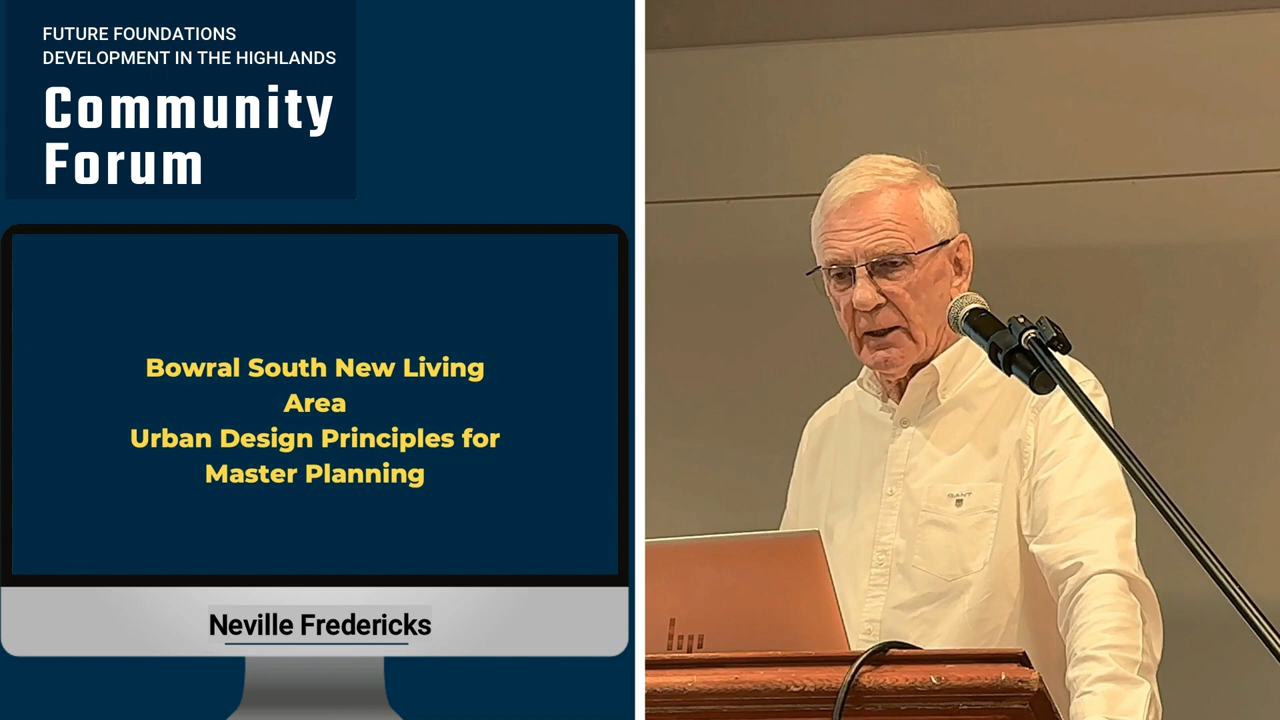 FUTURE FOUNDATIONS
DEVELOPMENT IN THE HIGHLANDS
Community
Forum
Bowral South New Living
Area
Urban Design Principles for
Master Planning
Neville Fredericks
GANT
hp